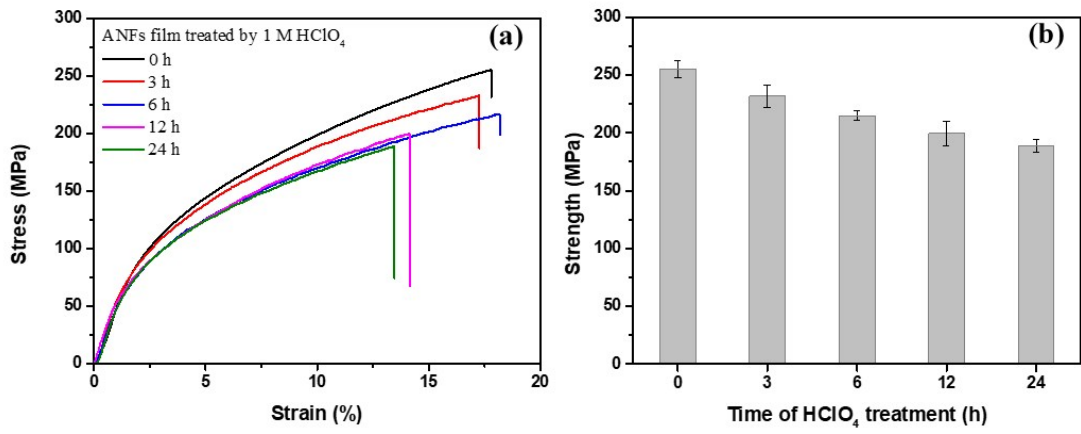 (a)
ANFs film treated by 1 M HClO₄
0 h
3 h
6 h
12 h
24 h
300
250
200
150
100
50
0
Stress (MPa)
0 5 10 15 20
Strain (%)
(b)
300
250
200
150
100
50
0
Strength (MPa)
0 3 6 12 24
Time of HClO₄ treatment (h)